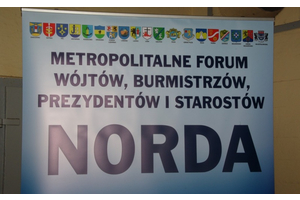 METROPOLITALNE FORUM
WÓJTÓW, BURMISTRZÓW,
PREZYDENTÓW I STAROSTÓW
NORDA